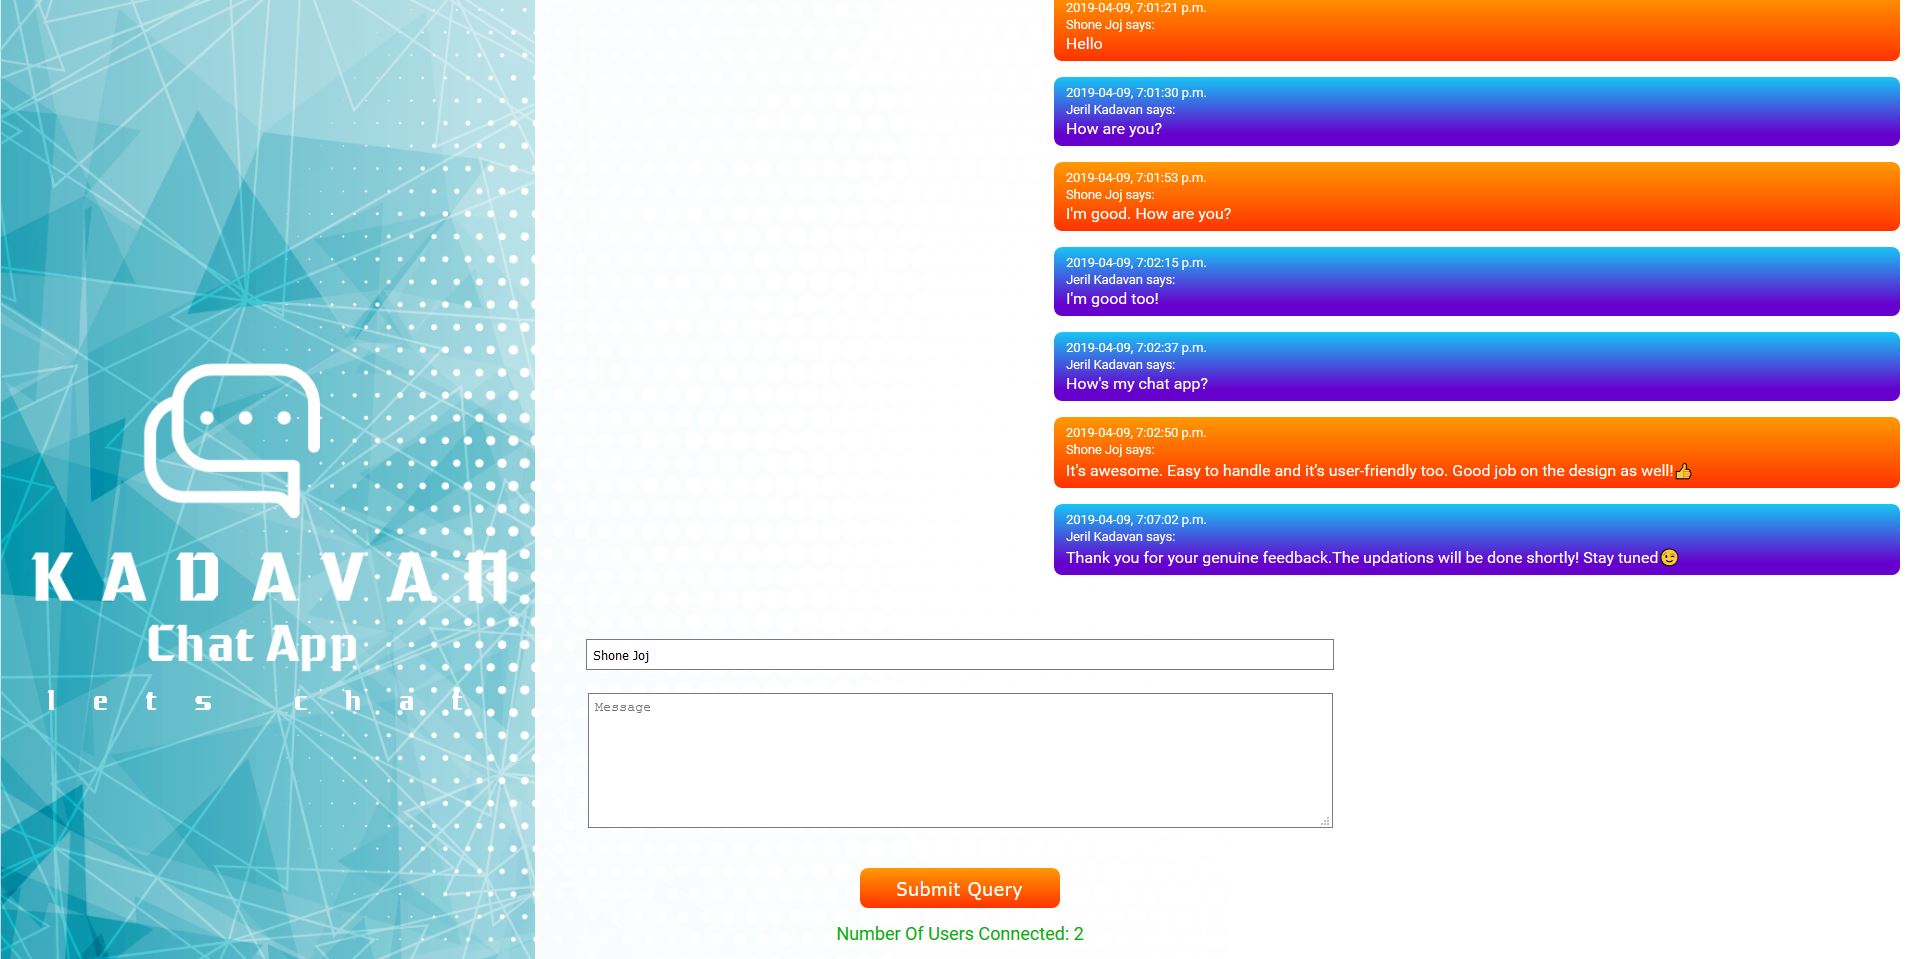 KADAVAN
Chat App
lets chat
2019-04-09, 7:01:21 p.m.
Shone Joj says:
Hello
2019-04-09, 7:01:30 p.m.
Jeril Kadavan says:
How are you?
2019-04-09, 7:01:53 p.m.
Shone Joj says:
I'm good. How are you?
2019-04-09, 7:02:15 p.m.
Jeril Kadavan says:
I'm good too!
2019-04-09, 7:02:37 p.m.
Jeril Kadavan says:
How's my chat app?
2019-04-09, 7:02:50 p.m.
Shone Joj says:
It's awesome. Easy to handle and it's user-friendly too. Good job on the design as well!👍
2019-04-09, 7:07:02 p.m.
Jeril Kadavan says:
Thank you for your genuine feedback.The updations will be done shortly! Stay tuned😉
Shone Joj
Message
Submit Query
Number Of Users Connected: 2